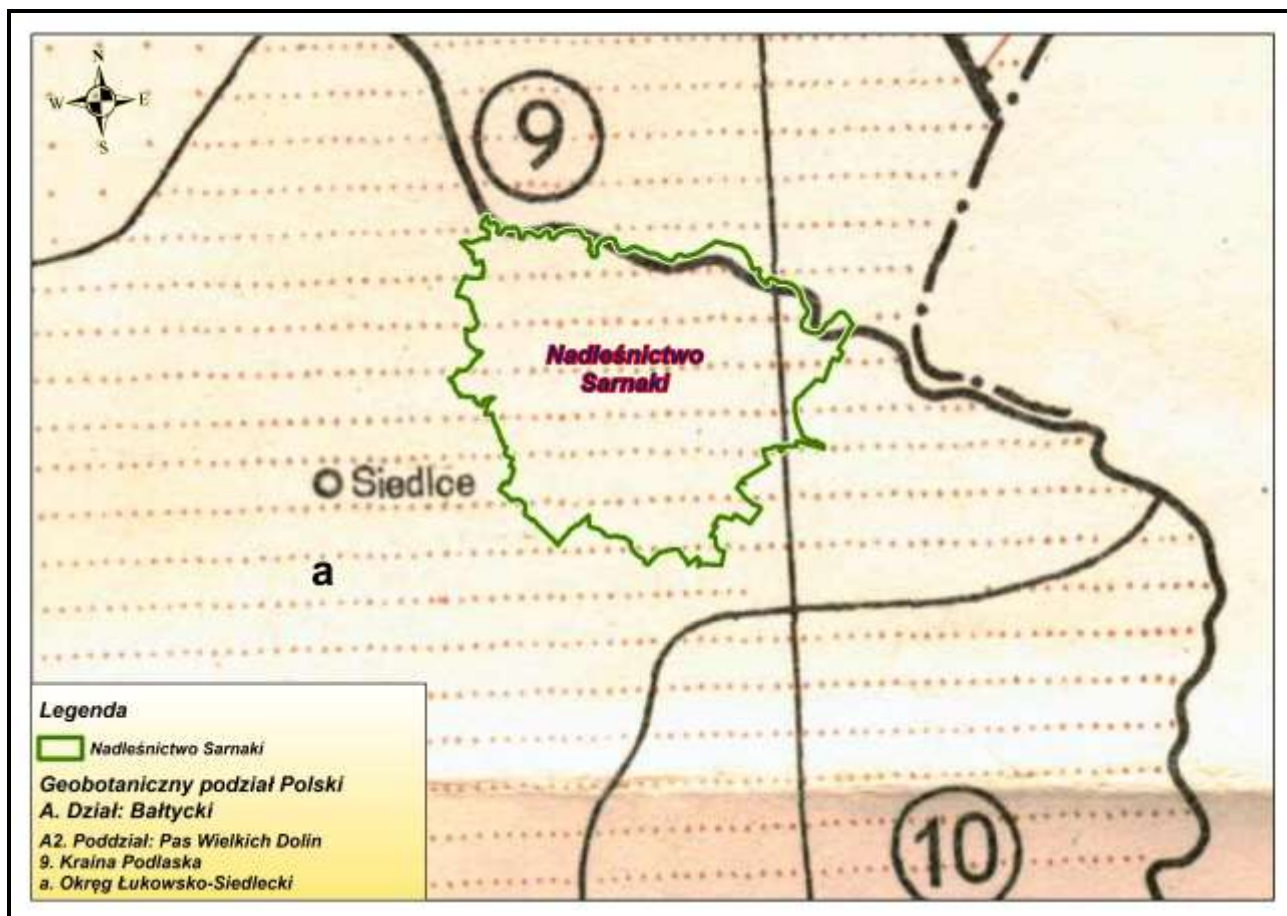 N
W E
S
9
Nadleśnictwo
Sarnaki
Siedlce
a
10
Legenda
Nadleśnictwo Sarnaki
Geobotaniczny podział Polski
A. Dział: Bałtycki
A2. Poddział: Pas Wielkich Dolin
9. Kraina Podlaska
a. Okręg Łukowsko-Siedlecki